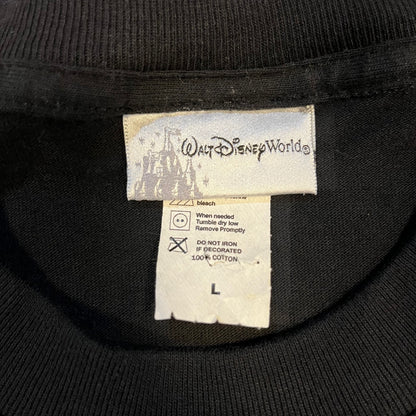 WALT DISNEY World®
bleach
When needed
Tumble dry low
Remove Promptly
DO NOT IRON
IF DECORATED
100% COTTON
L